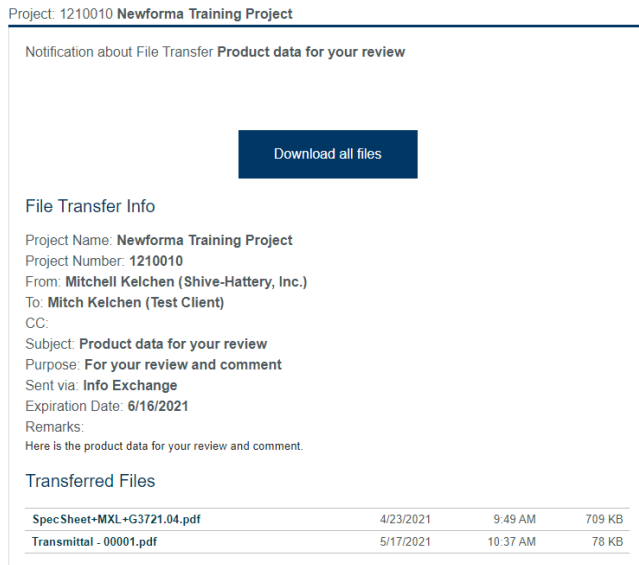 Project: 1210010 Newforma Training Project
Notification about File Transfer Product data for your review
Download all files
File Transfer Info
Project Name: Newforma Training Project
Project Number: 1210010
From: Mitchell Kelchen (Shive-Hattery, Inc.)
To: Mitch Kelchen (Test Client)
CC:
Subject: Product data for your review
Purpose: For your review and comment
Sent via: Info Exchange
Expiration Date: 6/16/2021
Remarks:
Here is the product data for your review and comment.
Transferred Files
SpecSheet+MXL+G3721.04.pdf 4/23/2021 9:49 AM 709 KB
Transmittal - 00001.pdf 5/17/2021 10:37 AM 78 KB